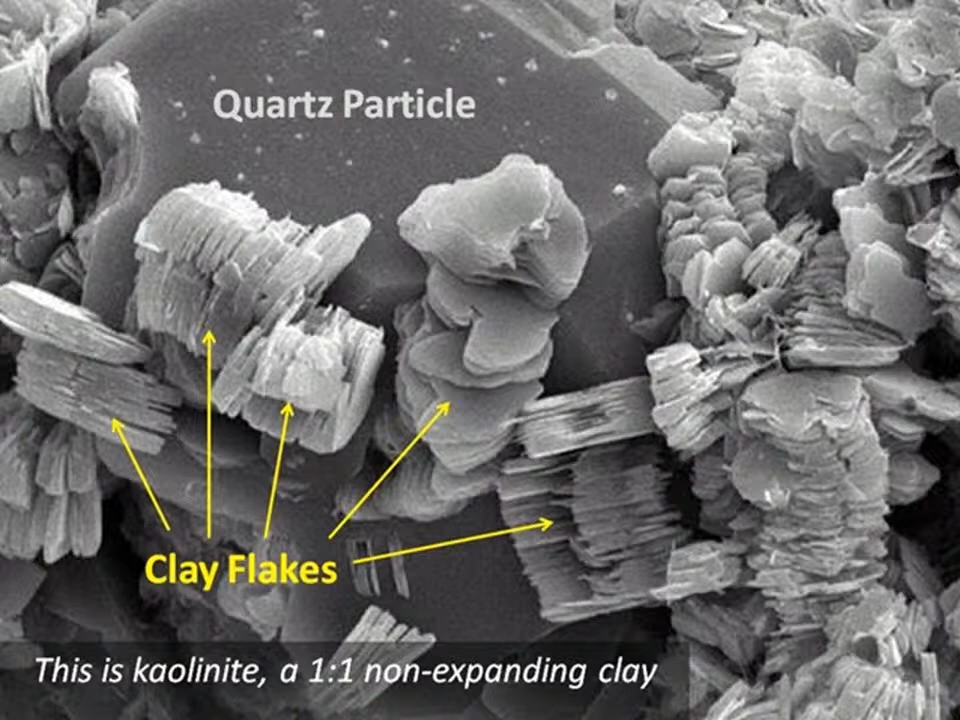 Quartz Particle
Clay Flakes
This is kaolinite, a 1:1 non-expanding clay